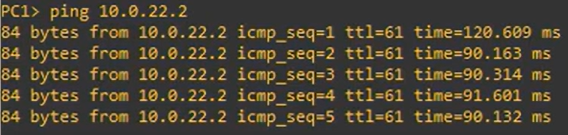 PC1> ping 10.0.22.2
84 bytes from 10.0.22.2 icmp_seq=1 ttl=61 time=120.609 ms
84 bytes from 10.0.22.2 icmp_seq=2 ttl=61 time=90.163 ms
84 bytes from 10.0.22.2 icmp_seq=3 ttl=61 time=90.314 ms
84 bytes from 10.0.22.2 icmp_seq=4 ttl=61 time=91.601 ms
84 bytes from 10.0.22.2 icmp_seq=5 ttl=61 time=90.132 ms